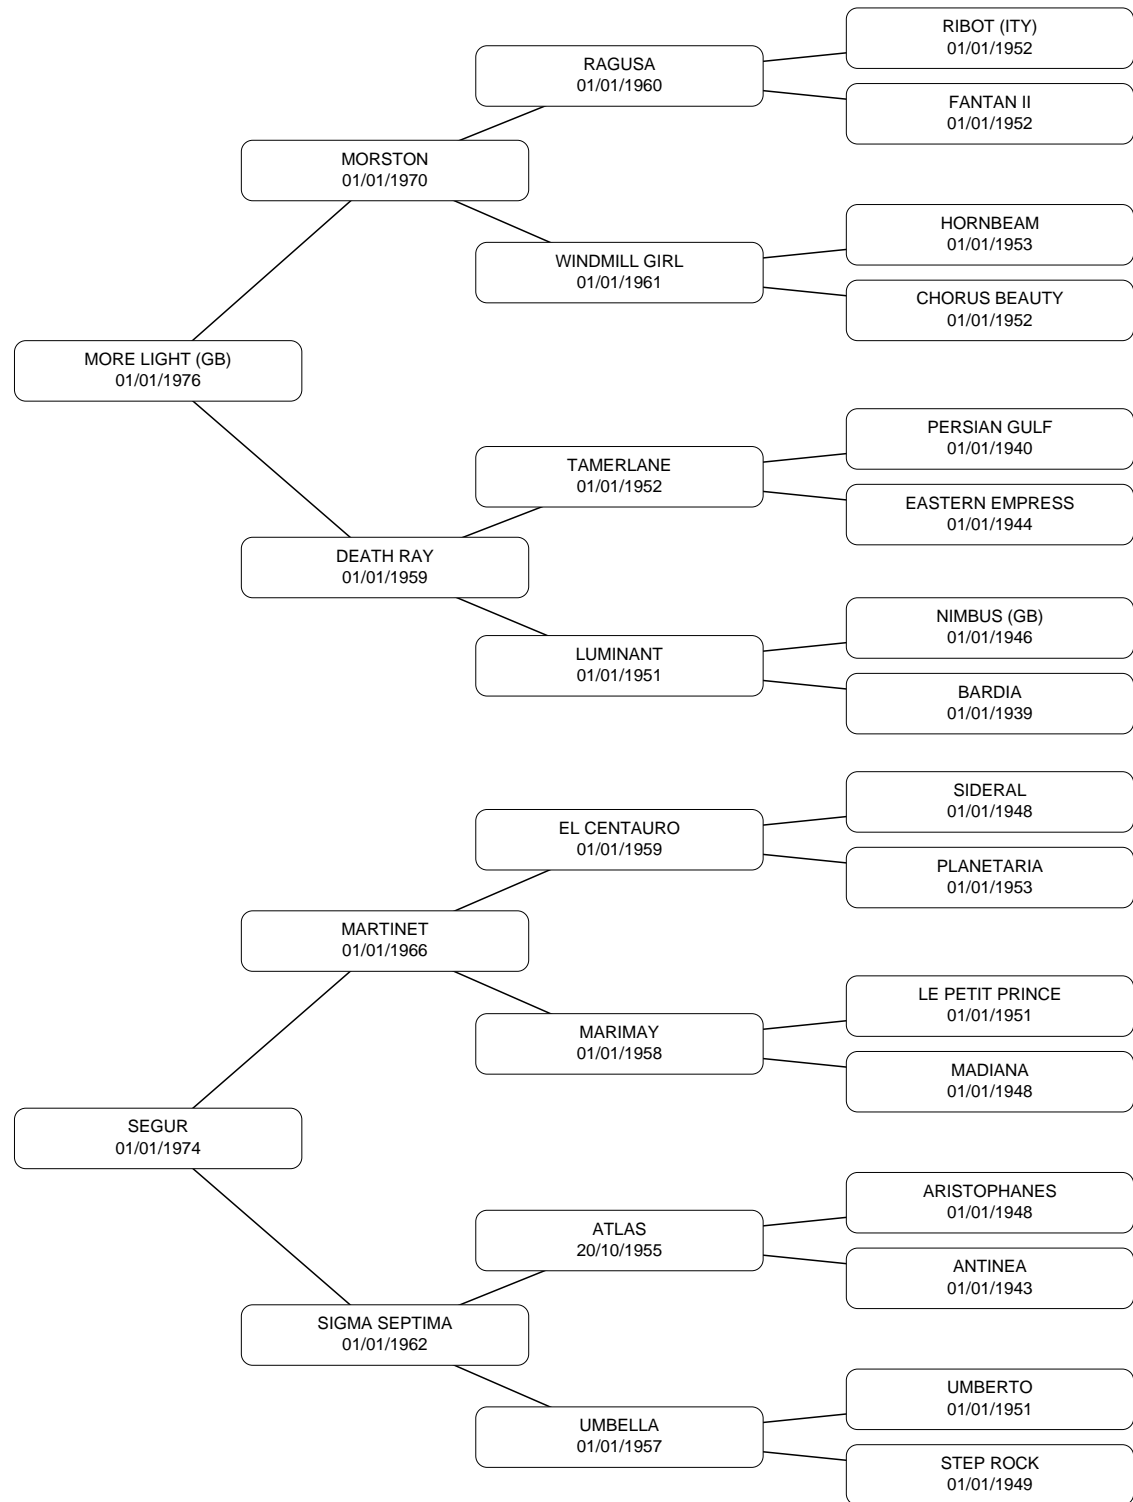 RIBOT (ITY)
01/01/1952
RAGUSA
01/01/1960
FANTAN II
01/01/1952
MORSTON
01/01/1970
HORNBEAM
01/01/1953
WINDMILL GIRL
01/01/1961
CHORUS BEAUTY
01/01/1952
MORE LIGHT (GB)
01/01/1976
PERSIAN GULF
01/01/1940
TAMERLANE
01/01/1952
EASTERN EMPRESS
01/01/1944
DEATH RAY
01/01/1959
NIMBUS (GB)
01/01/1946
LUMINANT
01/01/1951
BARDIA
01/01/1939
SIDERAL
01/01/1948
EL CENTAURO
01/01/1959
PLANETARIA
01/01/1953
MARTINET
01/01/1966
LE PETIT PRINCE
01/01/1951
MARIMAY
01/01/1958
MADIANA
01/01/1948
SEGUR
01/01/1974
ARISTOPHANES
01/01/1948
ATLAS
20/10/1955
ANTINEA
01/01/1943
SIGMA SEPTIMA
01/01/1962
UMBERTO
01/01/1951
UMBELLA
01/01/1957
STEP ROCK
01/01/1949